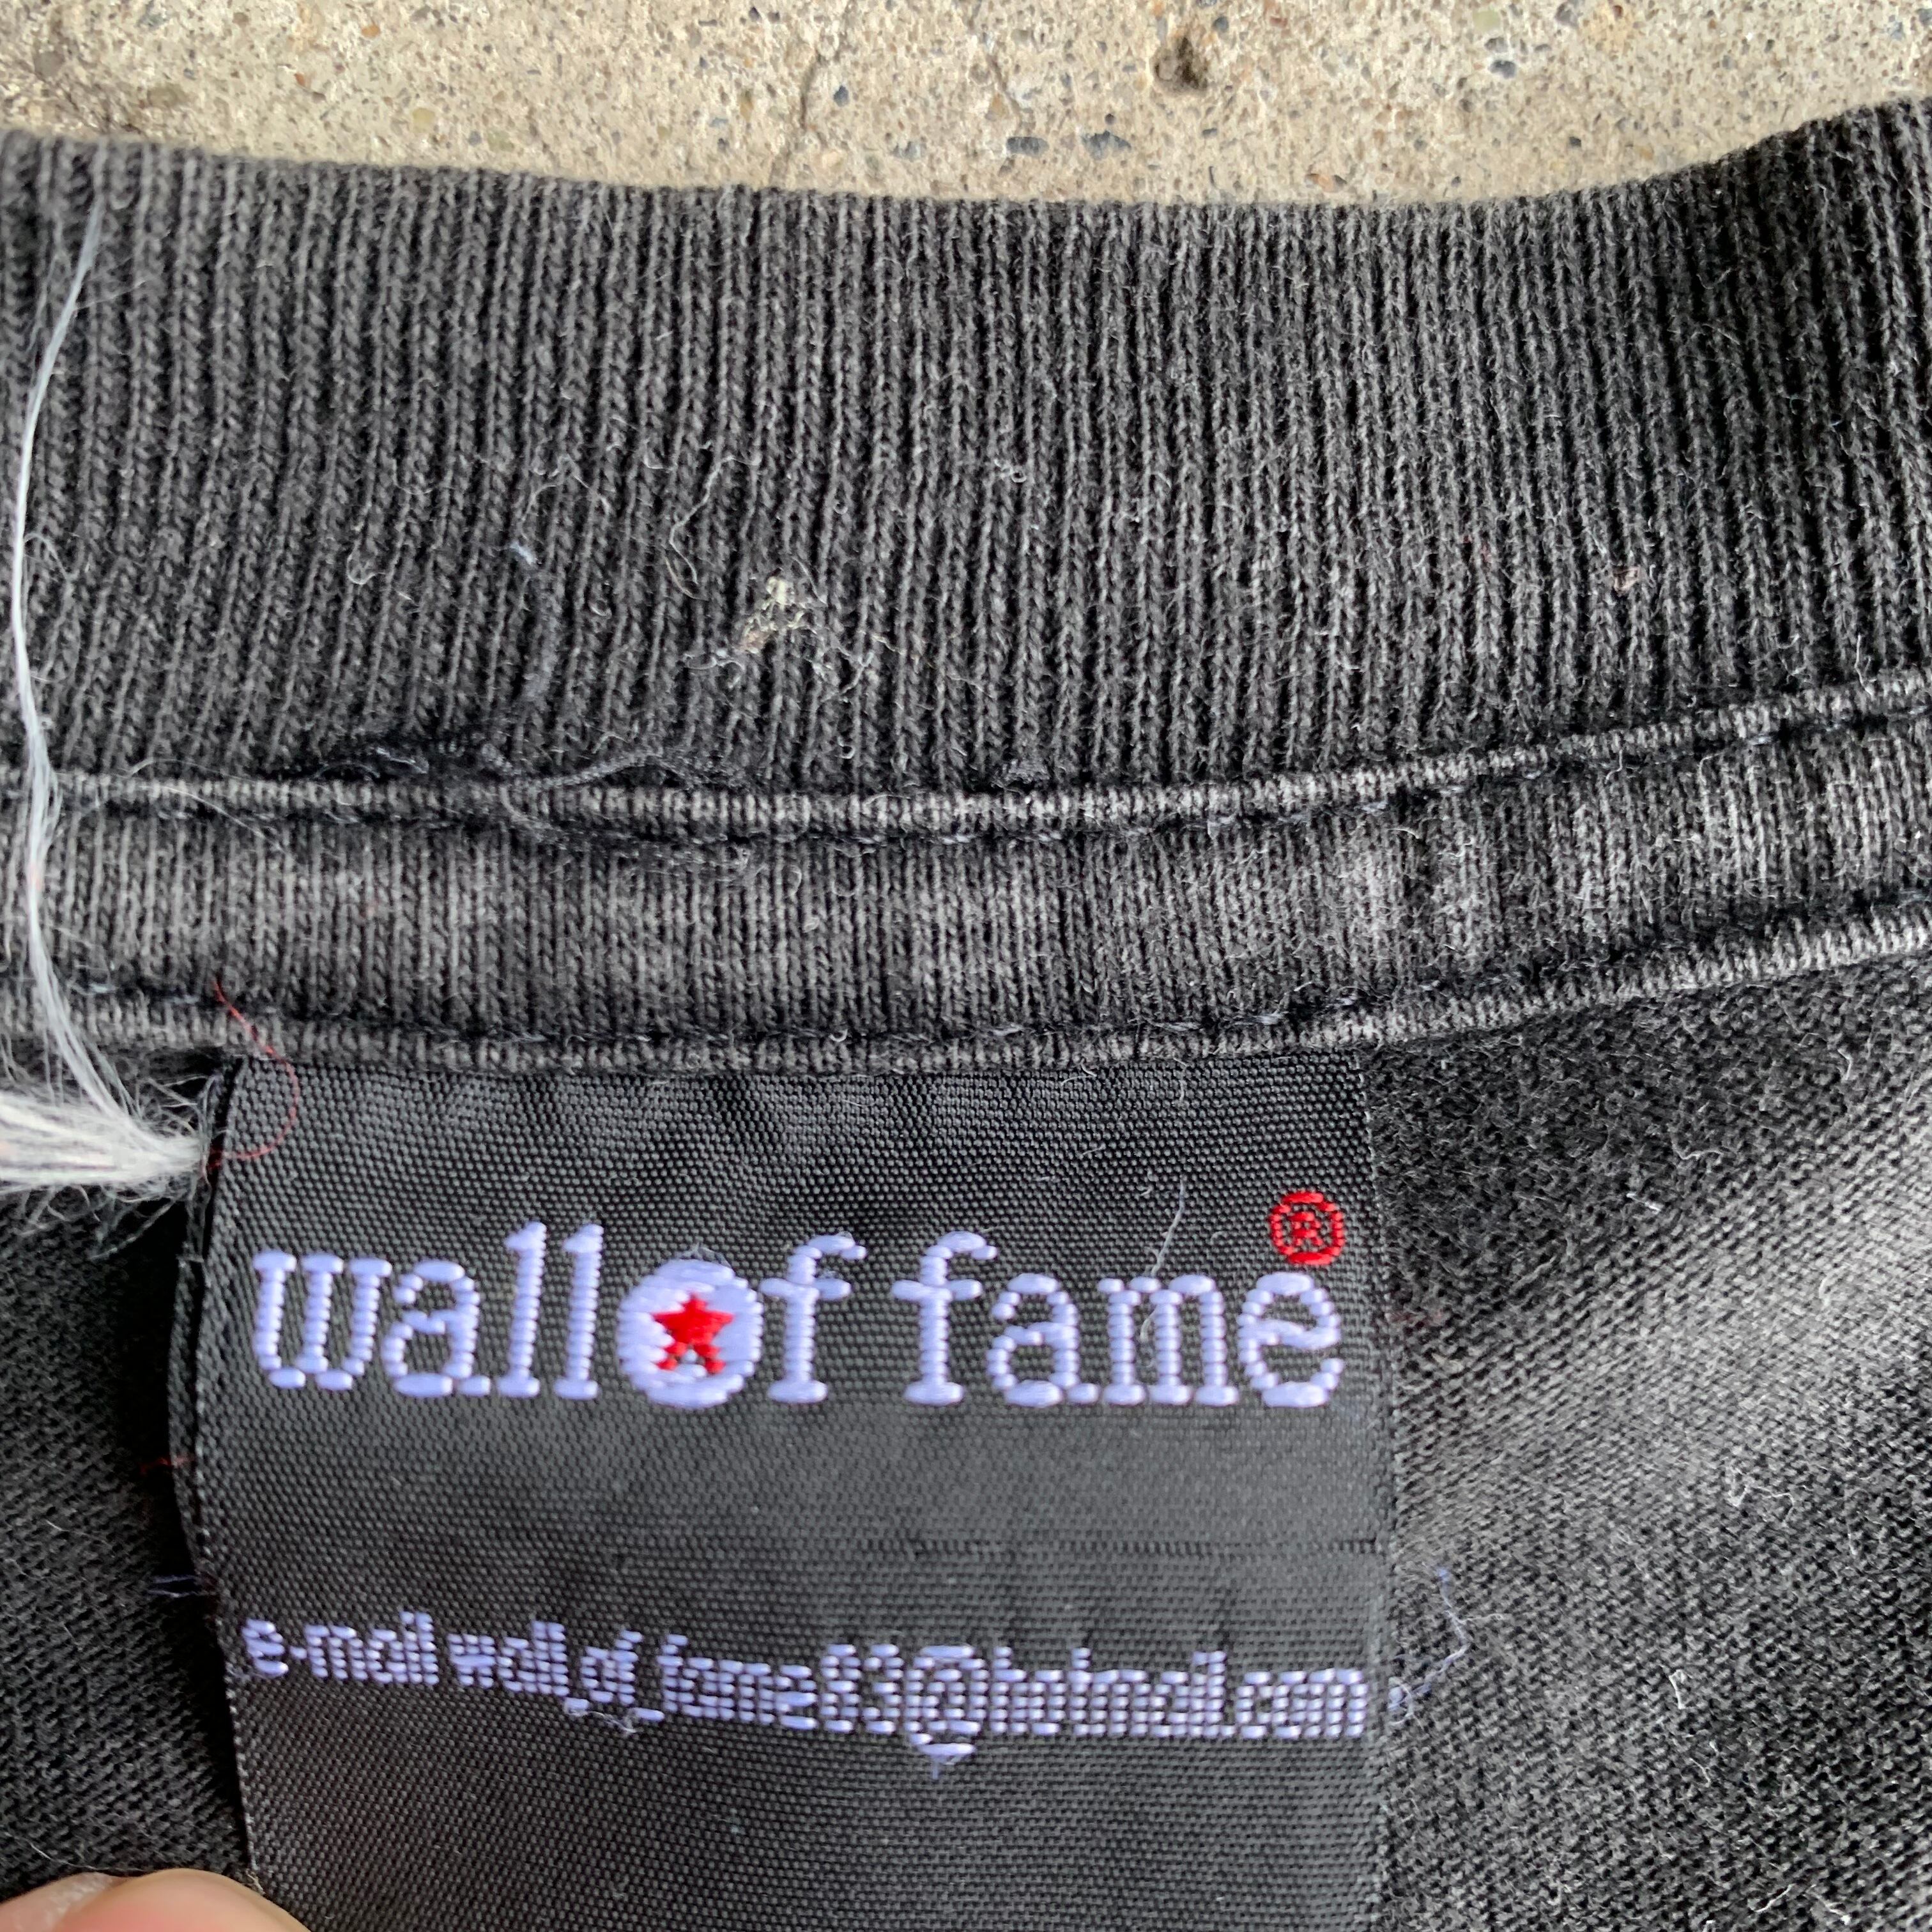 wall of fame®
e-mail wall_of_fame83@hotmail.com